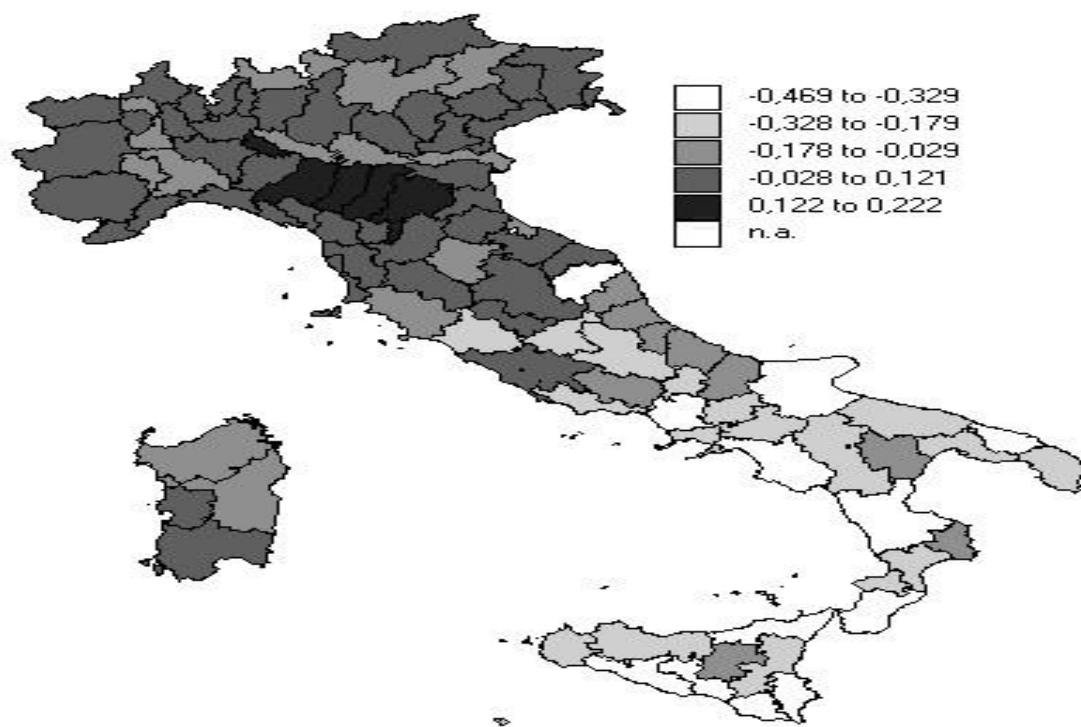 -0,469 to -0,329
-0,328 to -0,179
-0,178 to -0,029
-0,028 to 0,121
0,122 to 0,222
n.a.